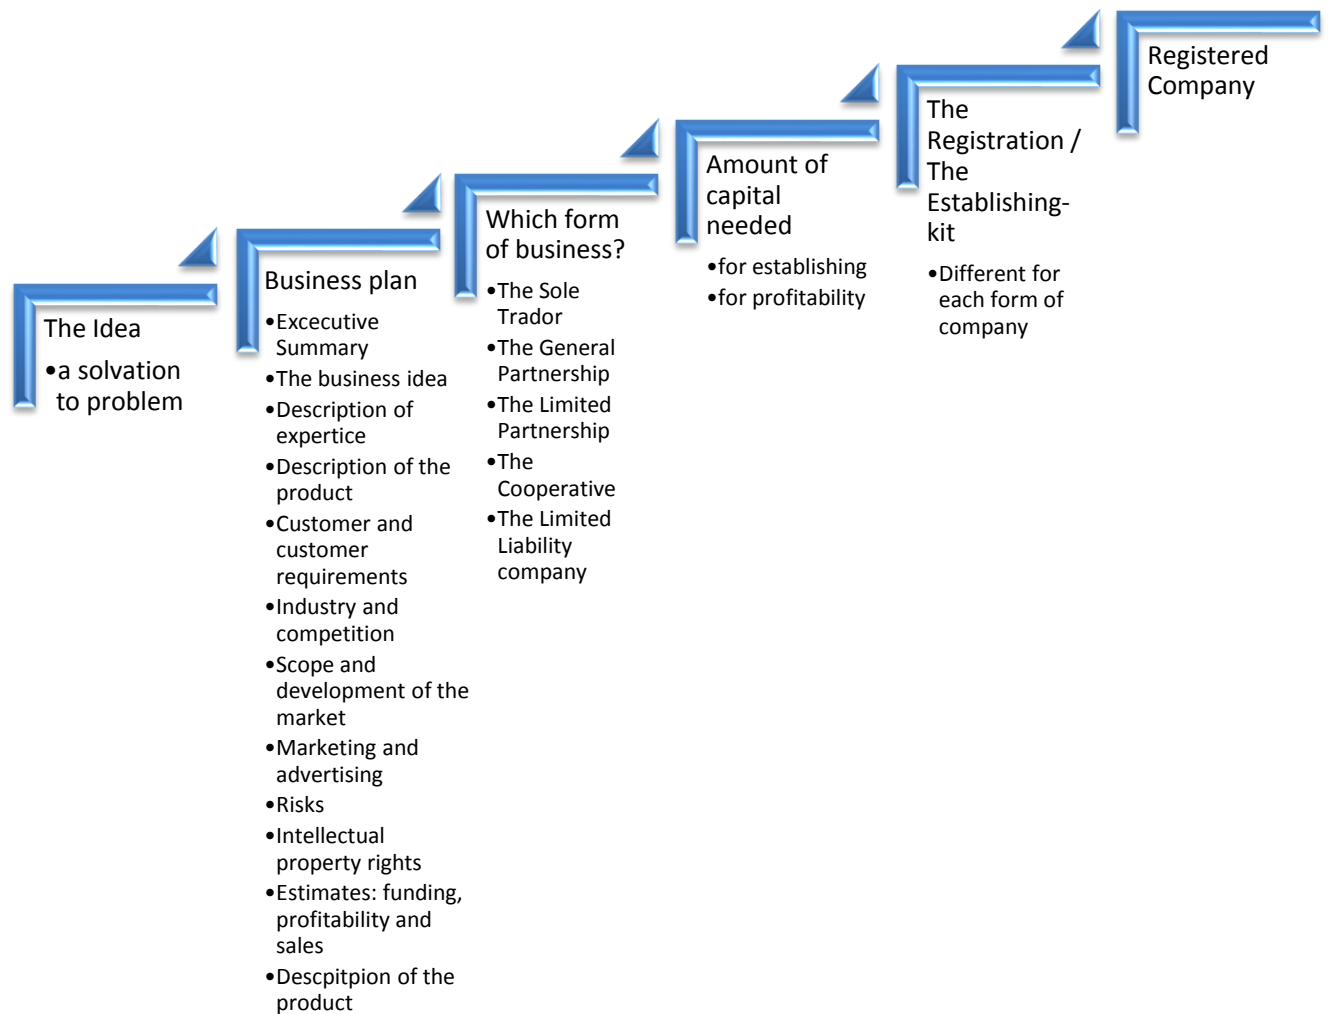 The Idea
•a solvation
to problem
Business plan
•Excecutive
Summary
•The business idea
•Description of
expertice
•Description of the
product
•Customer and
customer
requirements
•Industry and
competition
•Scope and
development of the
market
•Marketing and
advertising
•Risks
•Intellectual
property rights
•Estimates: funding,
profitability and
sales
•Descpitpion of the
product
Which form
of business?
•The Sole
Trador
•The General
Partnership
•The Limited
Partnership
•The
Cooperative
•The Limited
Liability
company
Amount of
capital
needed
•for establishing
•for profitability
The
Registration /
The
Establishing-
kit
•Different for
each form of
company
Registered
Company